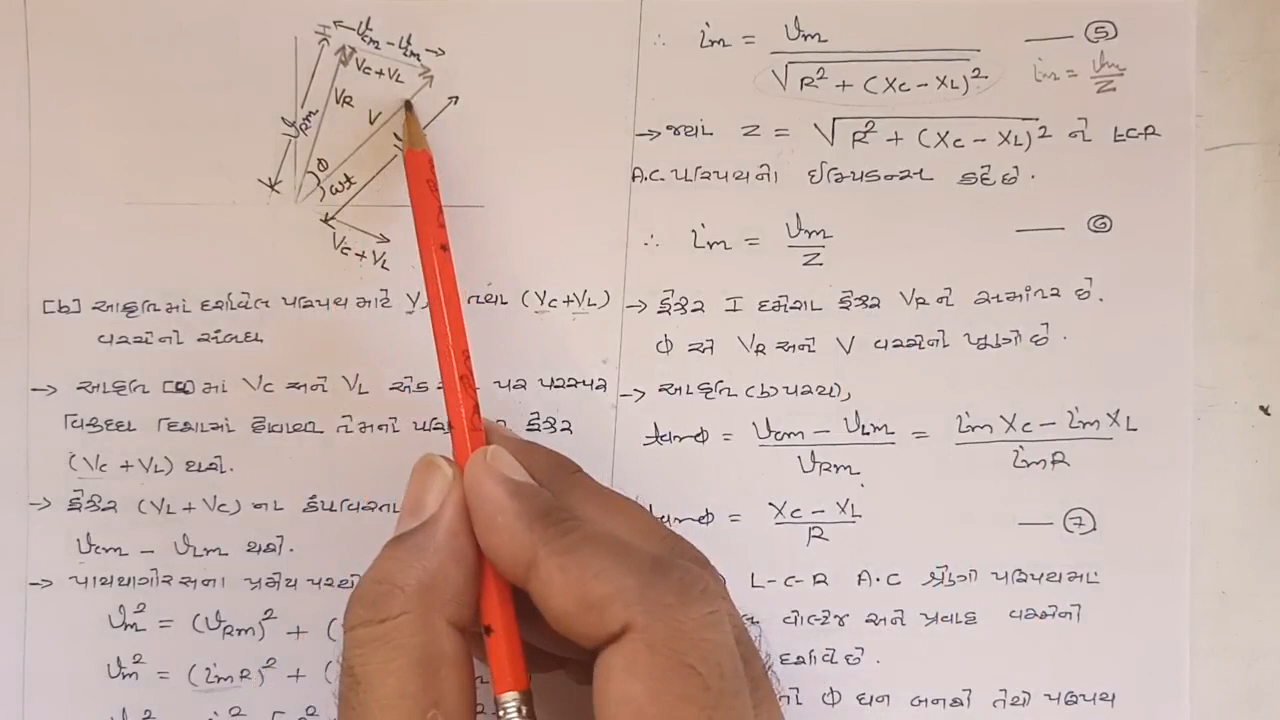 I
Vcm - VLm
VC + VL
VR
VRm
V
Φ
ωt
VC + VL
[b] આકૃતિમાં દર્શાવેલ પરિપથ માટે V, તથા (VC+VL)
વચ્ચેનો સંબંધ
→ આકૃતિ [a] માં VC અને VL એક પર પરસ્પર
વિરુદ્ધ દિશામાં હોવાથી તેમનો ફેઝર
(VC + VL) થશે.
→ ફેઝર (VL + VC) ના કંપવિસ્તા
Vcm - VLm થશે.
→ પાયથાગોરસના પ્રમેય પરથી
Vm² = (VRm)² + (
Vm² = (imR)² + (
∴ im = Vm / √R² + (XC - XL)² — ⑤
im = Vm / Z
→ જ્યાં Z = √R² + (XC - XL)² ને L-C-R
A.C પરિપથનો ઈમ્પિડન્સ કહે છે.
∴ im = Vm / Z — ⑥
→ ફેઝર I હંમેશા ફેઝર VR ને સમાંતર છે.
Φ એ VR અને V વચ્ચેનો ખૂણો છે.
→ આકૃતિ (b) પરથી,
tanΦ = Vcm - VLm / VRm = imXC - imXL / imR
tanΦ = XC - XL / R — ⑦
L-C-R A.C શ્રેણી પરિપથમાં
વોલ્ટેજ અને પ્રવાહ વચ્ચેનો
દર્શાવે છે.
તો Φ ધન બનશે તેથી પરિપથ